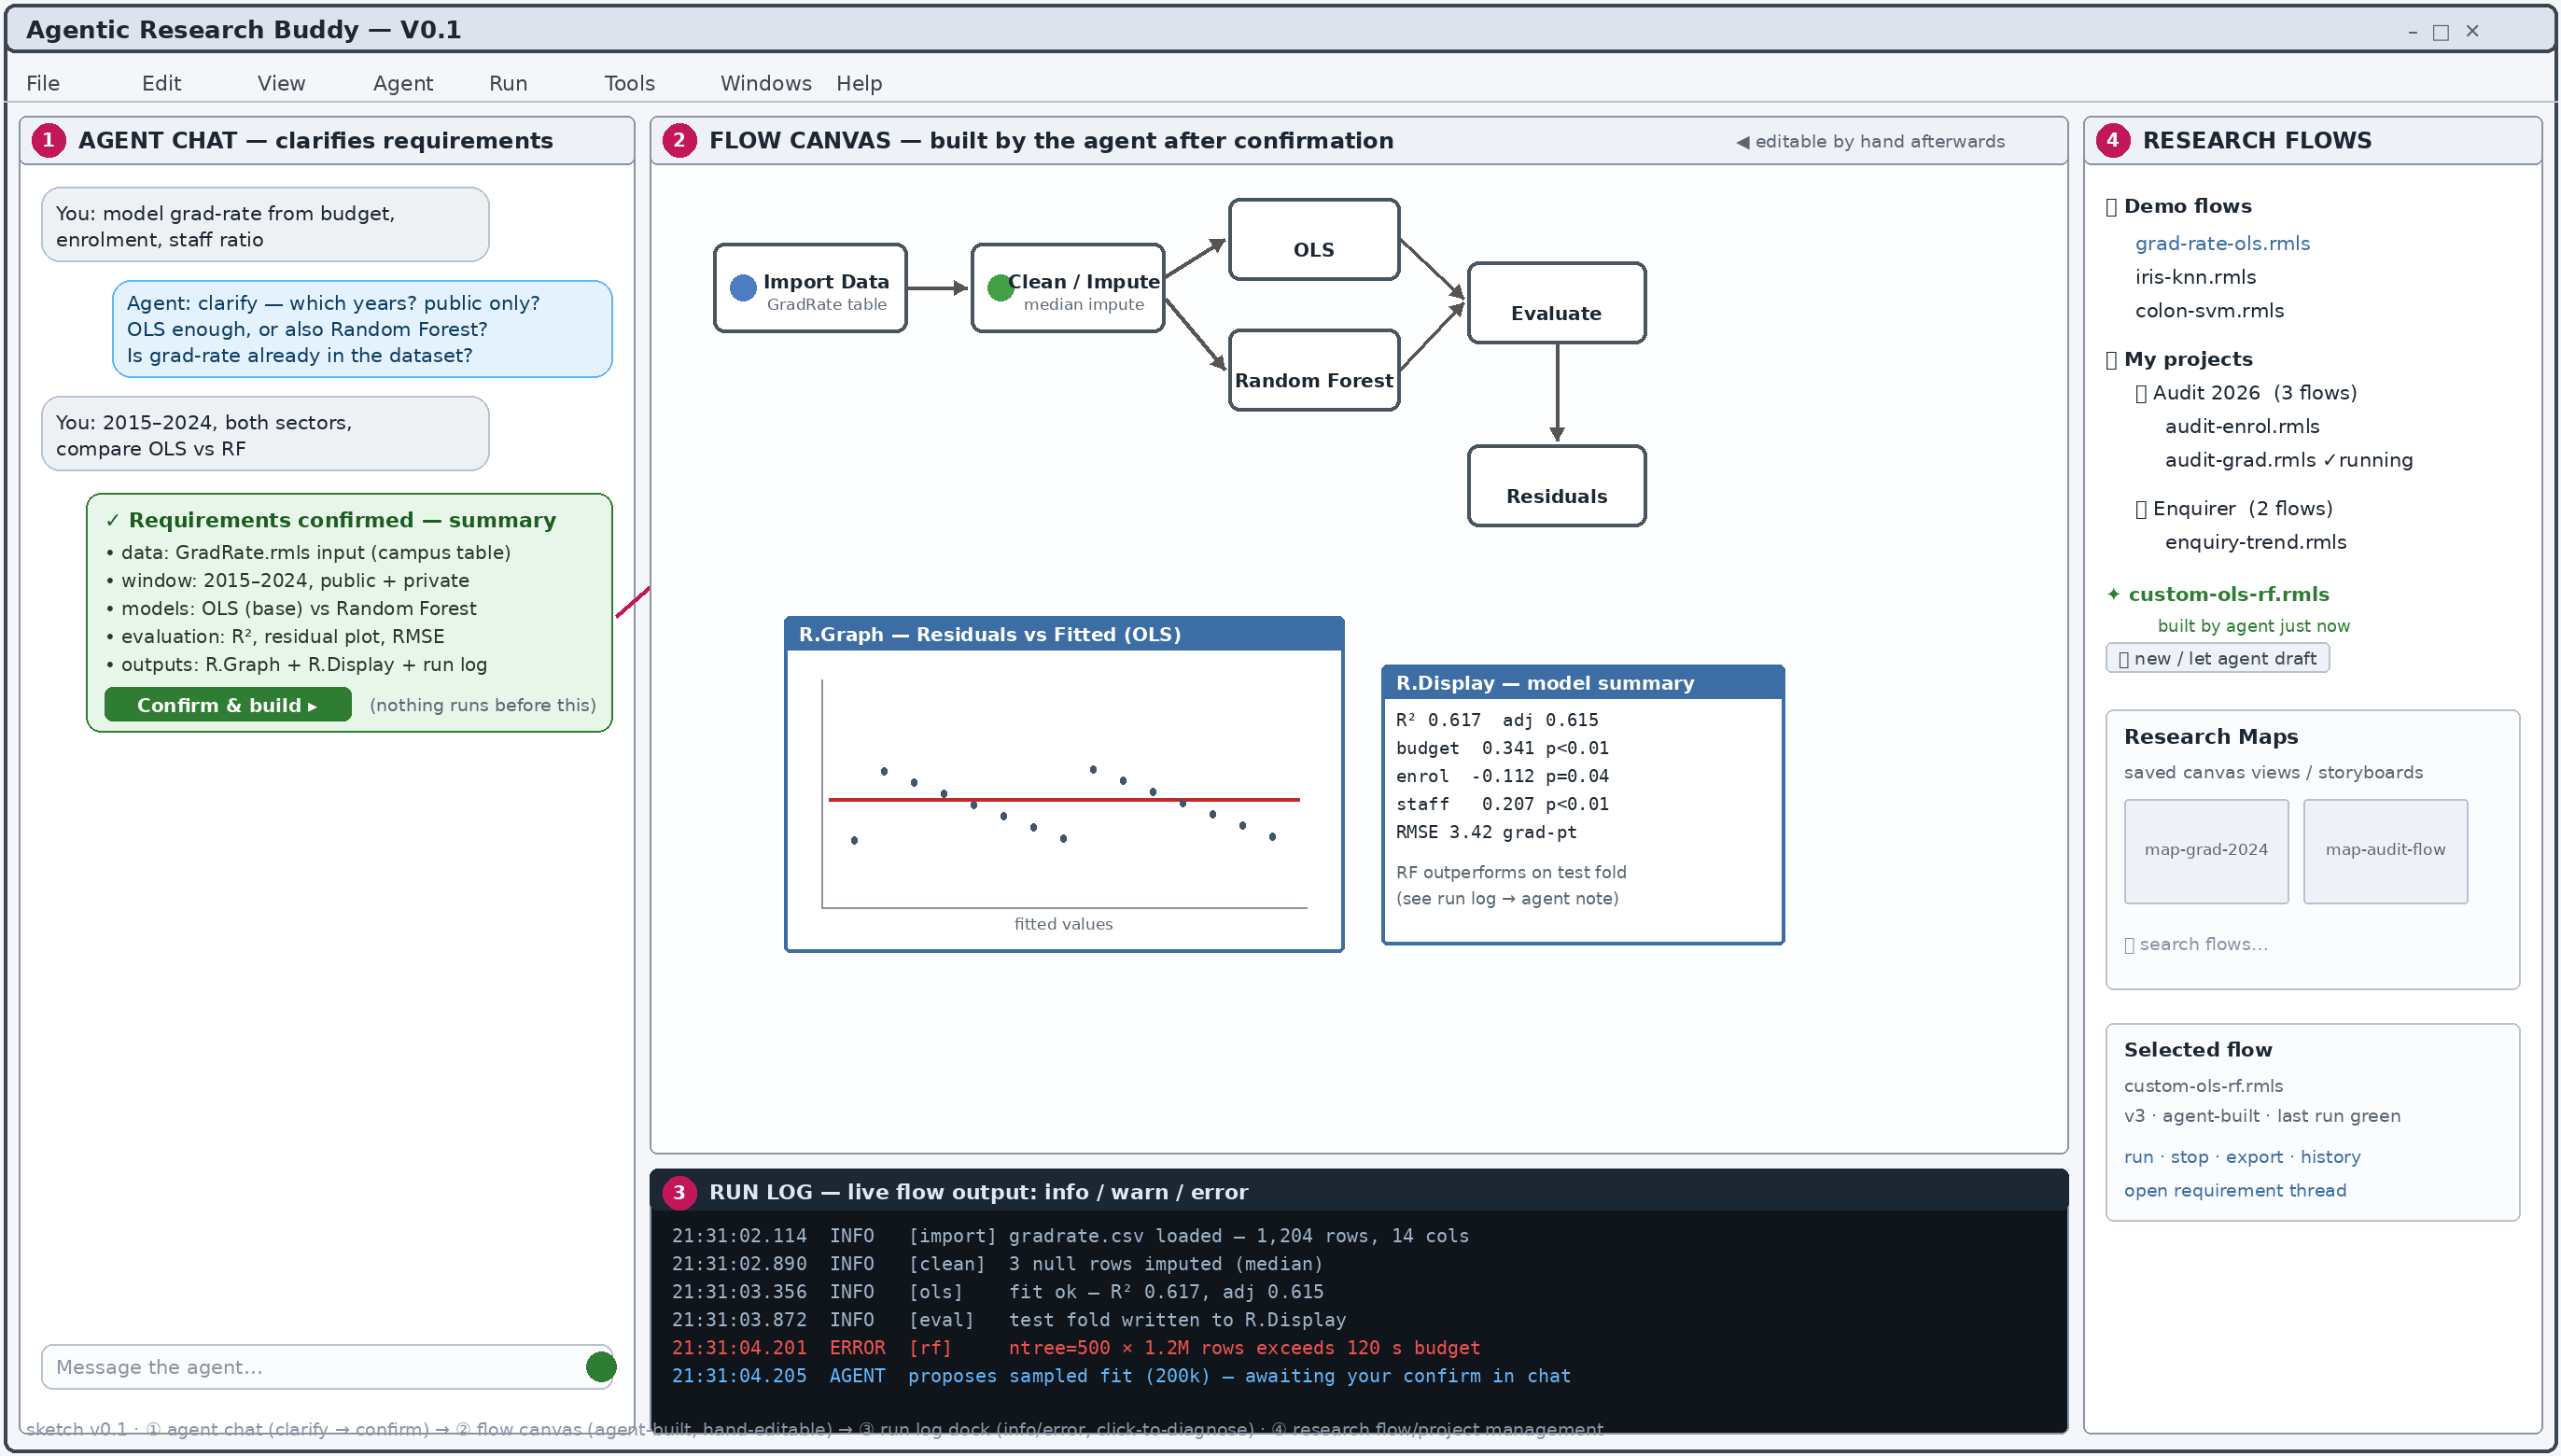 Agentic Research Buddy — V0.1
– □ ✕
File Edit View Agent Run Tools Windows Help
1 AGENT CHAT — clarifies requirements
You: model grad-rate from budget,
enrolment, staff ratio
Agent: clarify — which years? public only?
OLS enough, or also Random Forest?
Is grad-rate already in the dataset?
You: 2015–2024, both sectors,
compare OLS vs RF
✓ Requirements confirmed — summary
• data: GradRate.rmls input (campus table)
• window: 2015–2024, public + private
• models: OLS (base) vs Random Forest
• evaluation: R², residual plot, RMSE
• outputs: R.Graph + R.Display + run log
Confirm & build ▸ (nothing runs before this)
Message the agent…
2 FLOW CANVAS — built by the agent after confirmation
◀ editable by hand afterwards
Import Data
GradRate table
Clean / Impute
median impute
OLS
Random Forest
Evaluate
Residuals
R.Graph — Residuals vs Fitted (OLS)
fitted values
R.Display — model summary
R² 0.617 adj 0.615
budget 0.341 p<0.01
enrol -0.112 p=0.04
staff 0.207 p<0.01
RMSE 3.42 grad-pt
RF outperforms on test fold
(see run log → agent note)
3 RUN LOG — live flow output: info / warn / error
21:31:02.114 INFO [import] gradrate.csv loaded — 1,204 rows, 14 cols
21:31:02.890 INFO [clean] 3 null rows imputed (median)
21:31:03.356 INFO [ols] fit ok — R² 0.617, adj 0.615
21:31:03.872 INFO [eval] test fold written to R.Display
21:31:04.201 ERROR [rf] ntree=500 × 1.2M rows exceeds 120 s budget
21:31:04.205 AGENT proposes sampled fit (200k) — awaiting your confirm in chat
4 RESEARCH FLOWS
Demo flows
grad-rate-ols.rmls
iris-knn.rmls
colon-svm.rmls
My projects
Audit 2026 (3 flows)
audit-enrol.rmls
audit-grad.rmls ✓running
Enquirer (2 flows)
enquiry-trend.rmls
✦ custom-ols-rf.rmls
built by agent just now
new / let agent draft
Research Maps
saved canvas views / storyboards
map-grad-2024
map-audit-flow
search flows…
Selected flow
custom-ols-rf.rmls
v3 · agent-built · last run green
run · stop · export · history
open requirement thread
sketch v0.1 · ① agent chat (clarify → confirm) → ② flow canvas (agent-built, hand-editable) → ③ run log dock (info/error, click-to-diagnose) · ④ research flow/project management